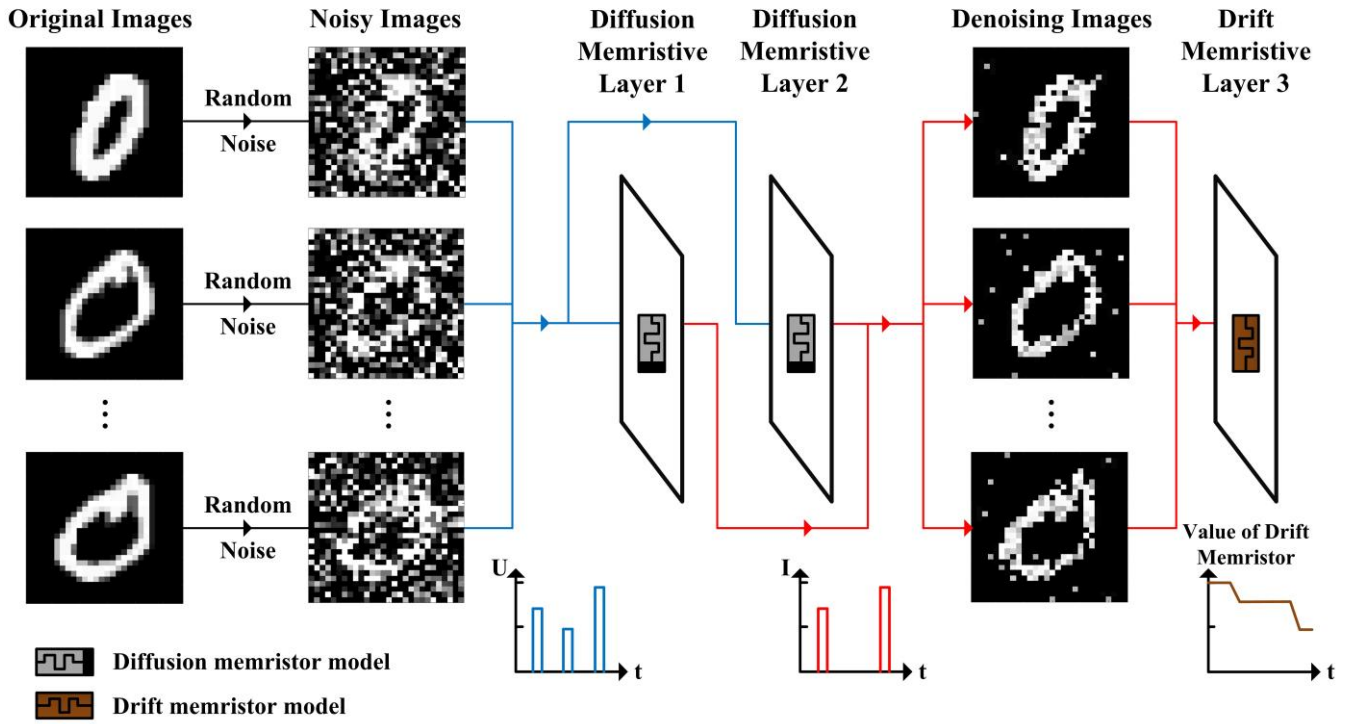 Original Images
Noisy Images
Diffusion
Memristive
Layer 1
Diffusion
Memristive
Layer 2
Denoising Images
Drift
Memristive
Layer 3
Random
Noise
Random
Noise
Random
Noise
U
t
I
t
Value of Drift
Memristor
t
Diffusion memristor model
Drift memristor model